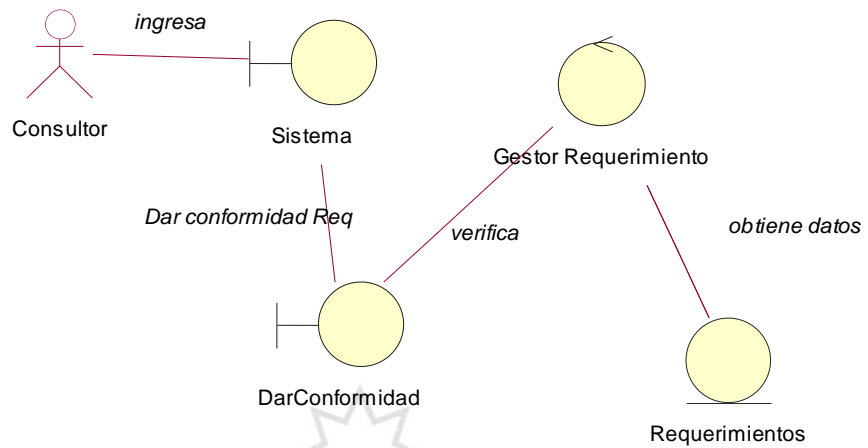 ingresa
Consultor
Sistema
Gestor Requerimiento
Dar conformidad Req
verifica
obtiene datos
DarConformidad
Requerimientos